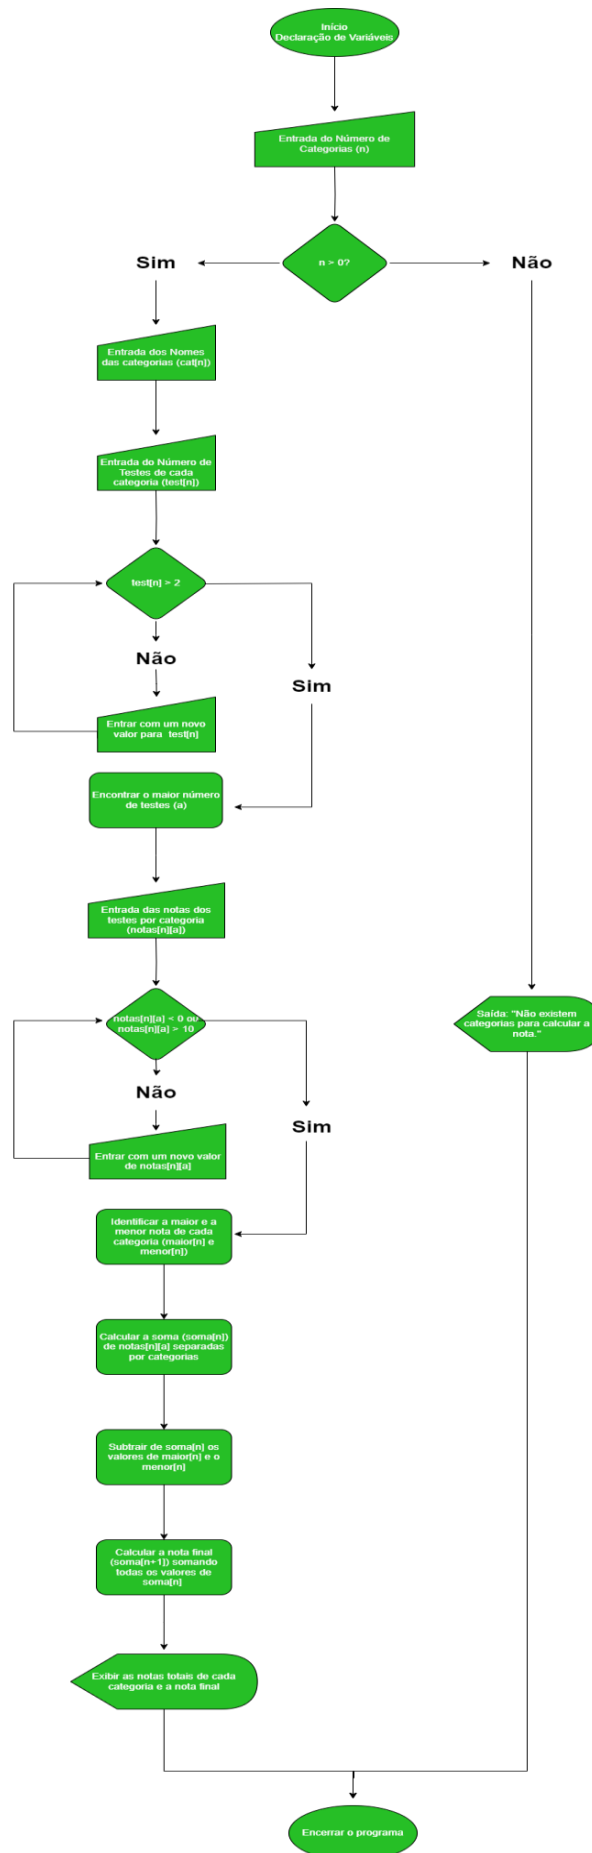 Início
Declaração de Variáveis
Entrada do Número de
Categorias (n)
n > 0?
Sim
Não
Entrada dos Nomes
das categorias (cat[n])
Entrada do Número de
Testes de cada
categoria (test[n])
test[n] > 2
Não
Sim
Entrar com um novo
valor para test[n]
Encontrar o maior número
de testes (a)
Entrada das notas dos
testes por categoria
(notas[n][a])
notas[n][a] < 0 ou
notas[n][a] > 10
Saída: "Não existem
categorias para calcular a
nota."
Não
Sim
Entrar com um novo valor
de notas[n][a]
Identificar a maior e a
menor nota de cada
categoria (maior[n] e
menor[n])
Calcular a soma (soma[n])
de notas[n][a] separadas
por categorias
Subtrair de soma[n] os
valores de maior[n] e o
menor[n]
Calcular a nota final
(soma[n+1]) somando
todas os valores de
soma[n]
Exibir as notas totais de cada
categoria e a nota final
Encerrar o programa